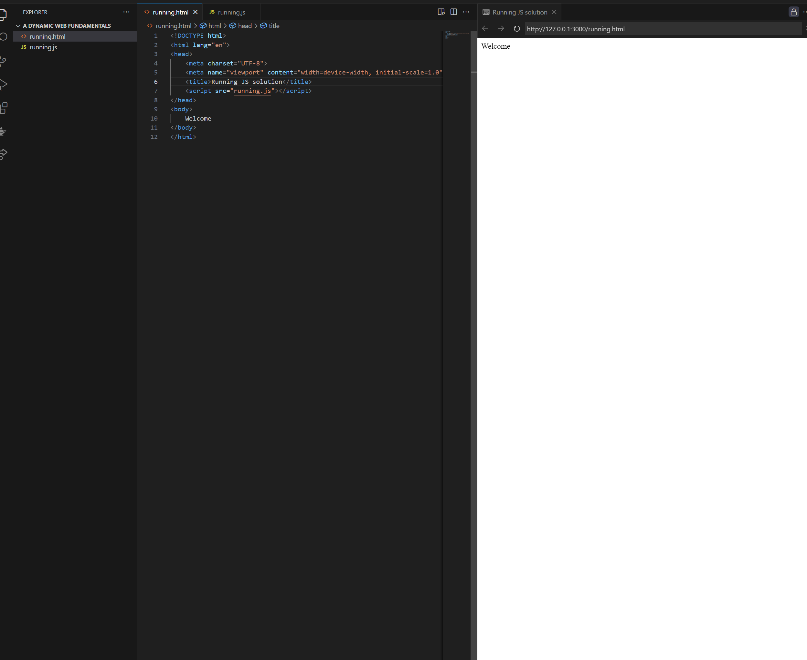 EXPLORER
A DYNAMIC WEB FUNDAMENTALS
running.html
JS running.js
running.html
JS running.js
running.html > html > head > title
1 <!DOCTYPE html>
2 <html lang="en">
3 <head>
4 <meta charset="UTF-8">
5 <meta name="viewport" content="width=device-width, initial-scale=1.0"
6 <title>Running JS solution</title>
7 <script src="running.js"></script>
8 </head>
9 <body>
10 Welcome
11 </body>
12 </html>
Running JS solution
http://127.0.0.1:3000/running.html
Welcome